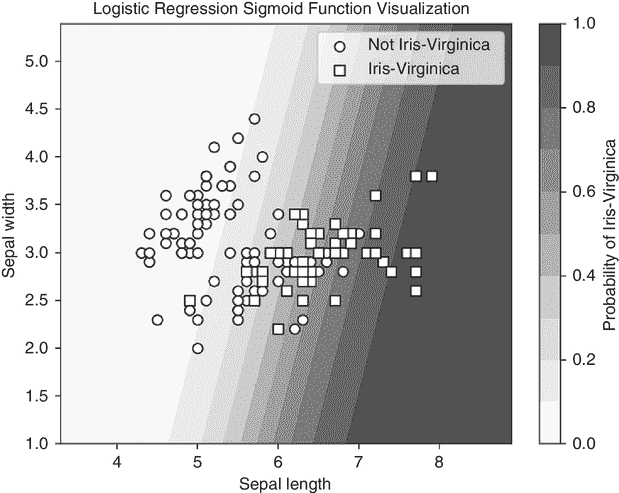 Logistic Regression Sigmoid Function Visualization
Not Iris-Virginica
Iris-Virginica
5.0
4.5
4.0
3.5
3.0
2.5
2.0
1.5
1.0
Sepal width
4 5 6 7 8
Sepal length
1.0
0.8
0.6
0.4
0.2
0.0
Probability of Iris-Virginica